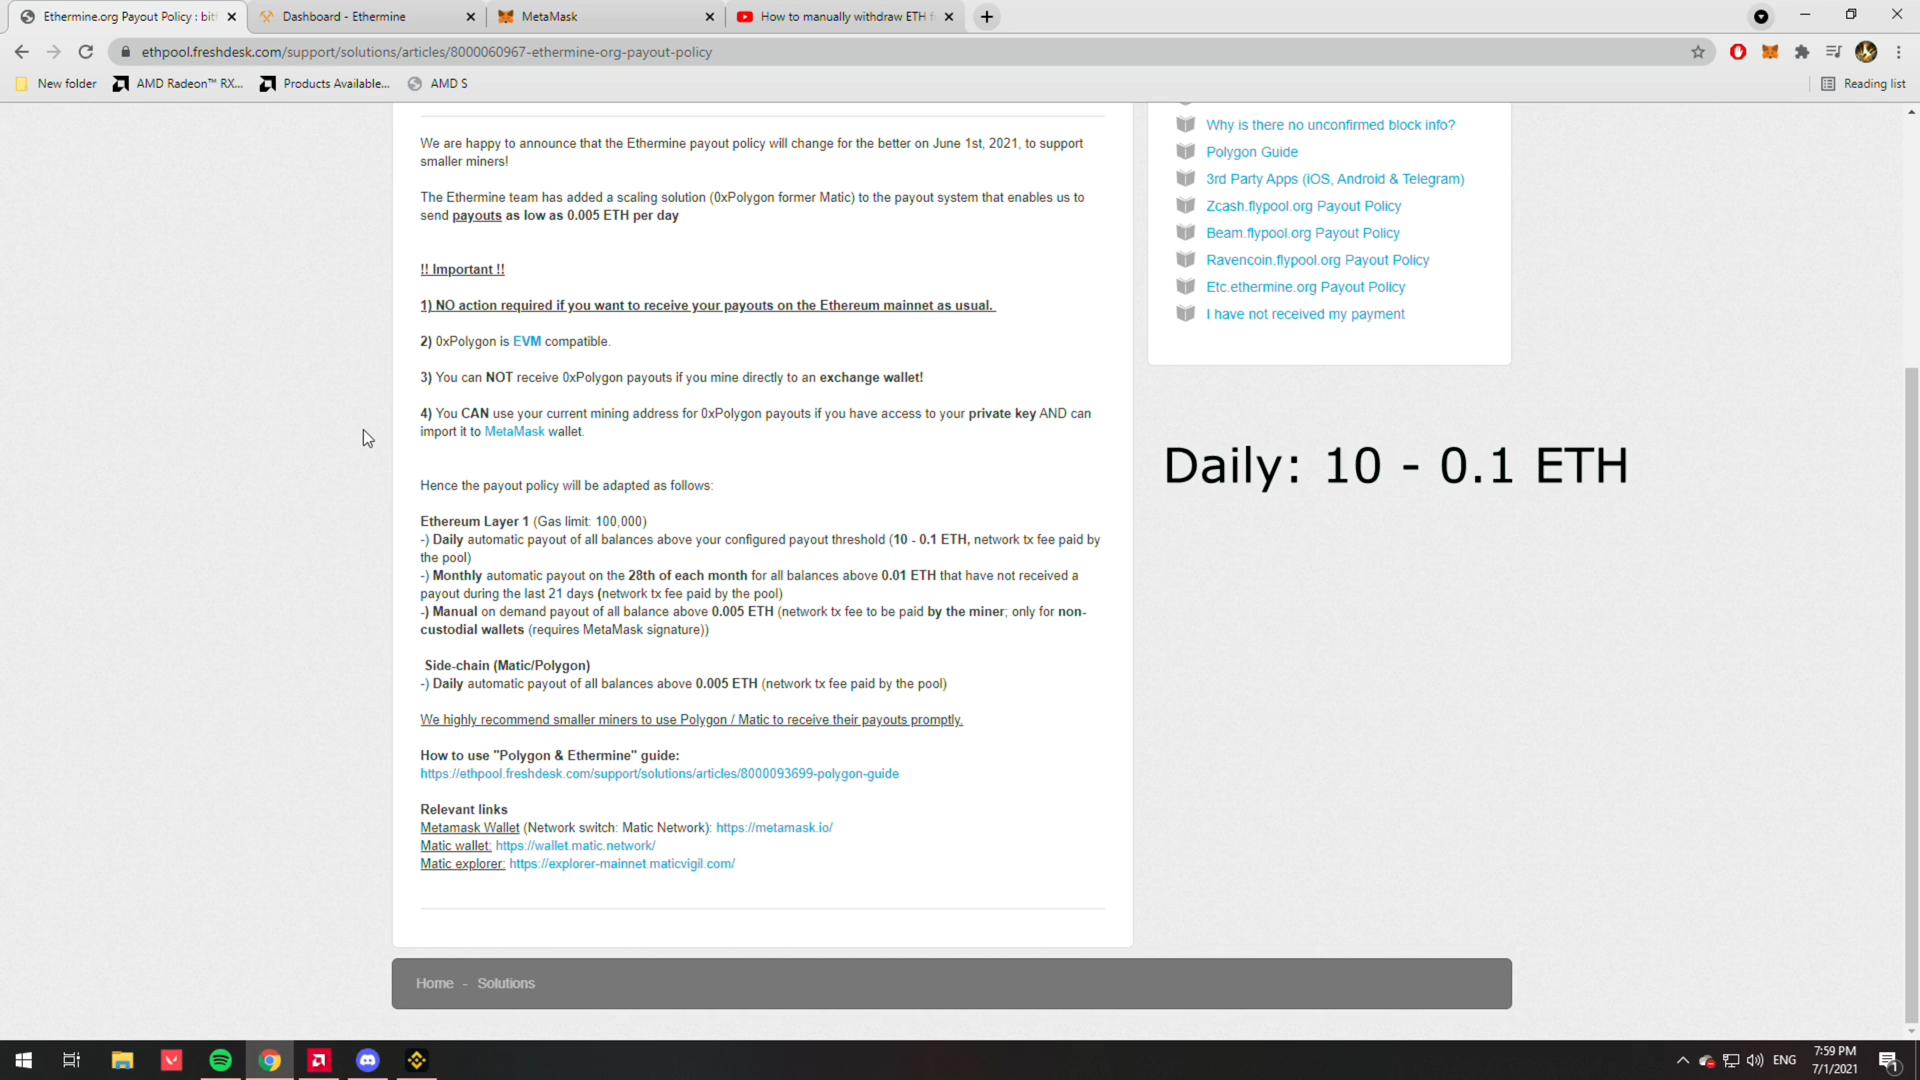 Ethermine.org Payout Policy : bit
Dashboard - Ethermine
MetaMask
How to manually withdraw ETH f
ethpool.freshdesk.com/support/solutions/articles/8000060967-ethermine-org-payout-policy
New folder
AMD Radeon™ RX...
Products Available...
AMD S
Reading list
We are happy to announce that the Ethermine payout policy will change for the better on June 1st, 2021, to support
smaller miners!
The Ethermine team has added a scaling solution (0xPolygon former Matic) to the payout system that enables us to
send payouts as low as 0.005 ETH per day
!! Important !!
1) NO action required if you want to receive your payouts on the Ethereum mainnet as usual.
2) 0xPolygon is EVM compatible.
3) You can NOT receive 0xPolygon payouts if you mine directly to an exchange wallet!
4) You CAN use your current mining address for 0xPolygon payouts if you have access to your private key AND can
import it to MetaMask wallet.
Hence the payout policy will be adapted as follows:
Ethereum Layer 1 (Gas limit: 100,000)
-) Daily automatic payout of all balances above your configured payout threshold (10 - 0.1 ETH, network tx fee paid by
the pool)
-) Monthly automatic payout on the 28th of each month for all balances above 0.01 ETH that have not received a
payout during the last 21 days (network tx fee paid by the pool)
-) Manual on demand payout of all balance above 0.005 ETH (network tx fee to be paid by the miner; only for non-
custodial wallets (requires MetaMask signature))
Side-chain (Matic/Polygon)
-) Daily automatic payout of all balances above 0.005 ETH (network tx fee paid by the pool)
We highly recommend smaller miners to use Polygon / Matic to receive their payouts promptly.
How to use "Polygon & Ethermine" guide:
https://ethpool.freshdesk.com/support/solutions/articles/8000093699-polygon-guide
Relevant links
Metamask Wallet (Network switch: Matic Network): https://metamask.io/
Matic wallet: https://wallet.matic.network/
Matic explorer: https://explorer-mainnet.maticvigil.com/
Home - Solutions
Why is there no unconfirmed block info?
Polygon Guide
3rd Party Apps (iOS, Android & Telegram)
Zcash.flypool.org Payout Policy
Beam.flypool.org Payout Policy
Ravencoin.flypool.org Payout Policy
Etc.ethermine.org Payout Policy
I have not received my payment
Daily: 10 - 0.1 ETH
ENG
7:59 PM
7/1/2021
1